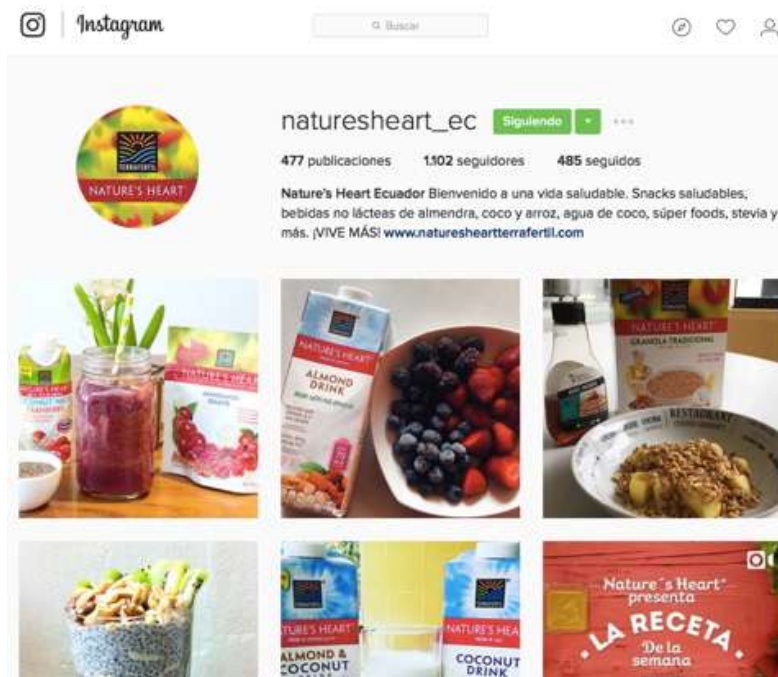 Instagram
Buscar
naturesheart_ec Siguiendo
477 publicaciones 1.102 seguidores 485 seguidos
Nature's Heart Ecuador Bienvenido a una vida saludable. Snacks saludables,
bebidas no lácteas de almendra, coco y arroz, agua de coco, súper foods, stevia y
más. ¡VIVE MÁS! www.naturesheartterrafertil.com
TERRAFERTIL
NATURE'S HEART
NATURE'S HEART
ALMOND
DRINK
NATURE'S HEART
GRANOLA TRADICIONAL
RESTAURANT
ALMOND &
COCONUT
COCONUT
DRINK
Nature's Heart
presenta
LA RECETA
De la
semana